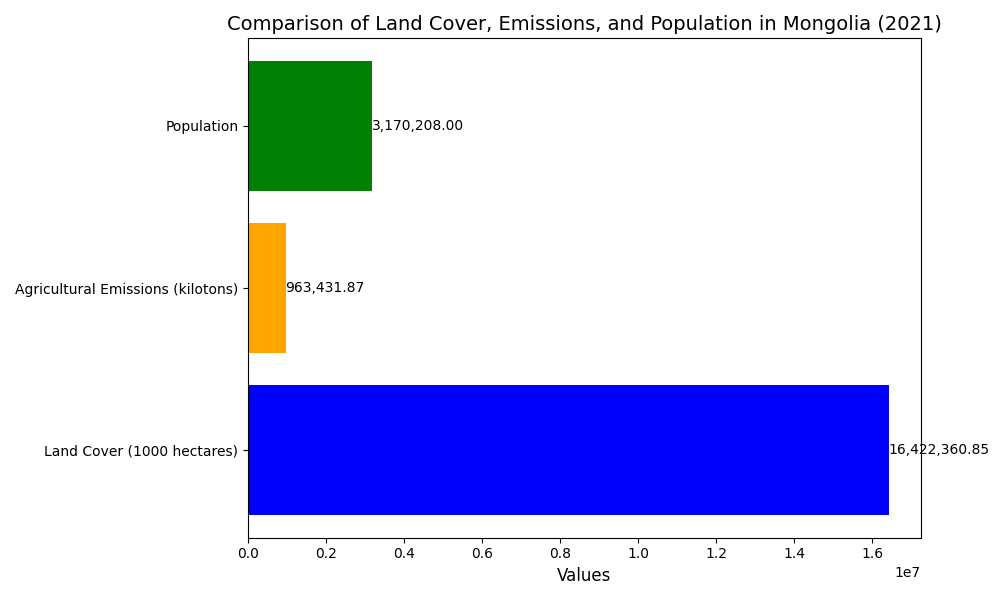 Comparison of Land Cover, Emissions, and Population in Mongolia (2021)
Population
3,170,208.00
Agricultural Emissions (kilotons)
963,431.87
Land Cover (1000 hectares)
16,422,360.85
0.0 0.2 0.4 0.6 0.8 1.0 1.2 1.4 1.6
1e7
Values